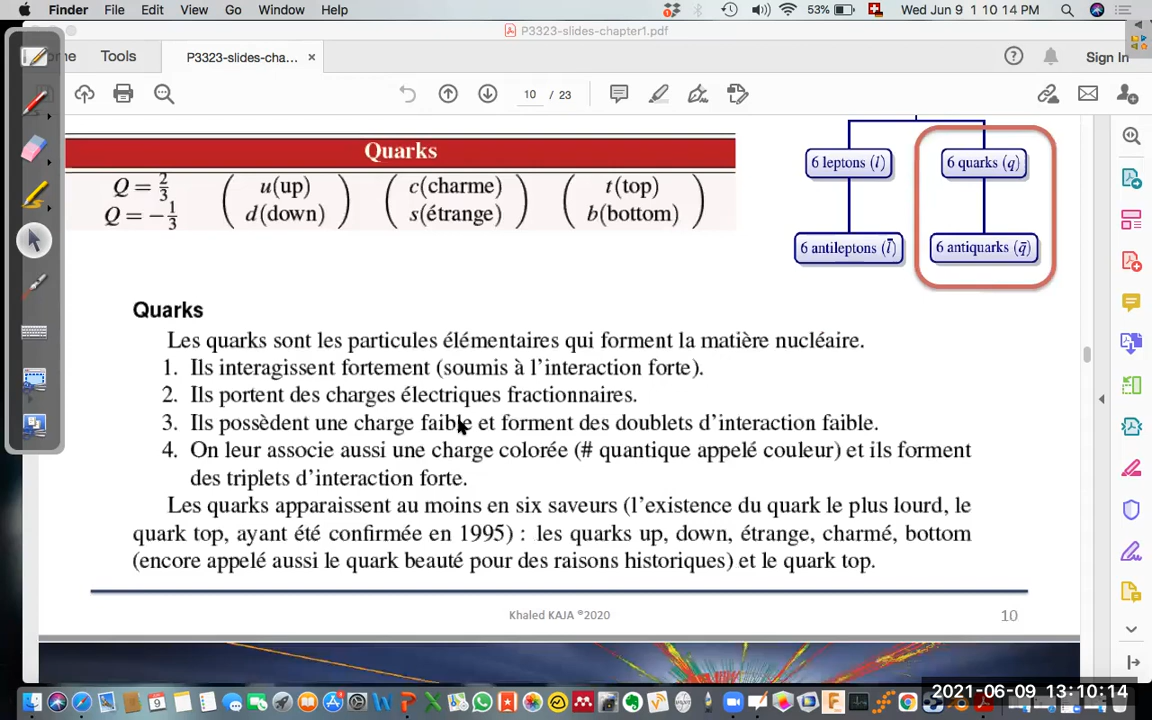 Finder File Edit View Go Window Help 53% Wed Jun 9 1 10 14 PM
P3323-slides-chapter1.pdf
ome Tools P3323-slides-cha... × Sign In
10 / 23
Quarks
Q = 2/3 u(up) c(charme) t(top)
Q = −1/3 d(down) s(étrange) b(bottom)
6 leptons (l) 6 quarks (q)
6 antileptons (l̄) 6 antiquarks (q̄)
Quarks
Les quarks sont les particules élémentaires qui forment la matière nucléaire.
1. Ils interagissent fortement (soumis à l’interaction forte).
2. Ils portent des charges électriques fractionnaires.
3. Ils possèdent une charge faible et forment des doublets d’interaction faible.
4. On leur associe aussi une charge colorée (# quantique appelé couleur) et ils forment
des triplets d’interaction forte.
Les quarks apparaissent au moins en six saveurs (l’existence du quark le plus lourd, le
quark top, ayant été confirmée en 1995) : les quarks up, down, étrange, charmé, bottom
(encore appelé aussi le quark beauté pour des raisons historiques) et le quark top.
Khaled KAJA ©2020 10
2021-06-09 13:10:14